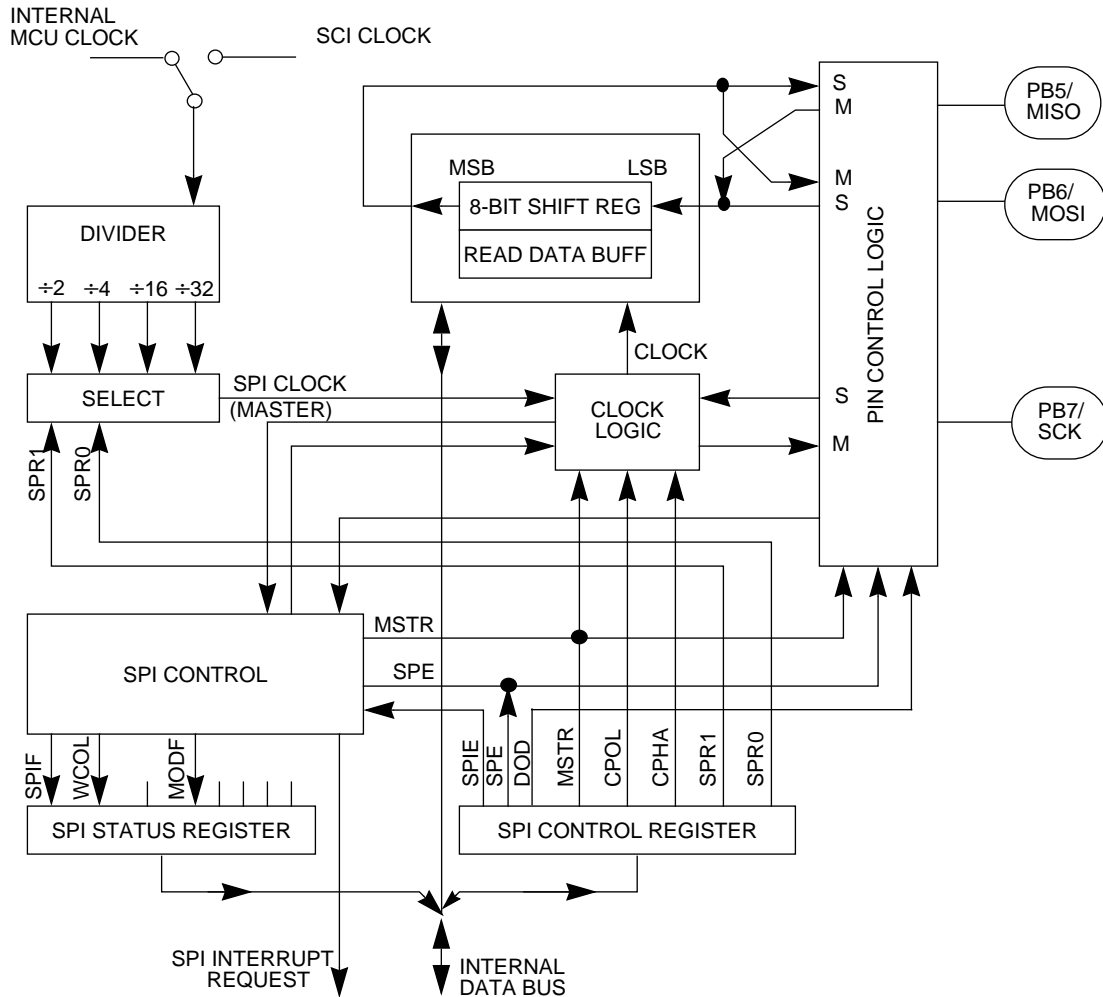 INTERNAL
MCU CLOCK
SCI CLOCK
S
M
PB5/
MISO
MSB
LSB
M
S
PB6/
MOSI
8-BIT SHIFT REG
READ DATA BUFF
DIVIDER
÷2 ÷4 ÷16 ÷32
PIN CONTROL LOGIC
CLOCK
SELECT
SPI CLOCK
(MASTER)
CLOCK
LOGIC
S
M
PB7/
SCK
SPR1
SPR0
MSTR
SPI CONTROL
SPE
SPIF
WCOL
MODF
SPIE
SPE
DOD
MSTR
CPOL
CPHA
SPR1
SPR0
SPI STATUS REGISTER
SPI CONTROL REGISTER
SPI INTERRUPT
REQUEST
INTERNAL
DATA BUS